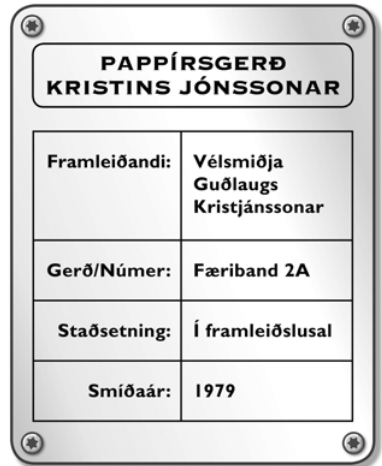 PAPPÍRSGERÐ
KRISTINS JÓNSSONAR
Framleiðandi: Vélsmiðja
Guðlaugs
Kristjánssonar
Gerð/Númer: Færiband 2A
Staðsetning: Í framleiðslusal
Smíðaár: 1979